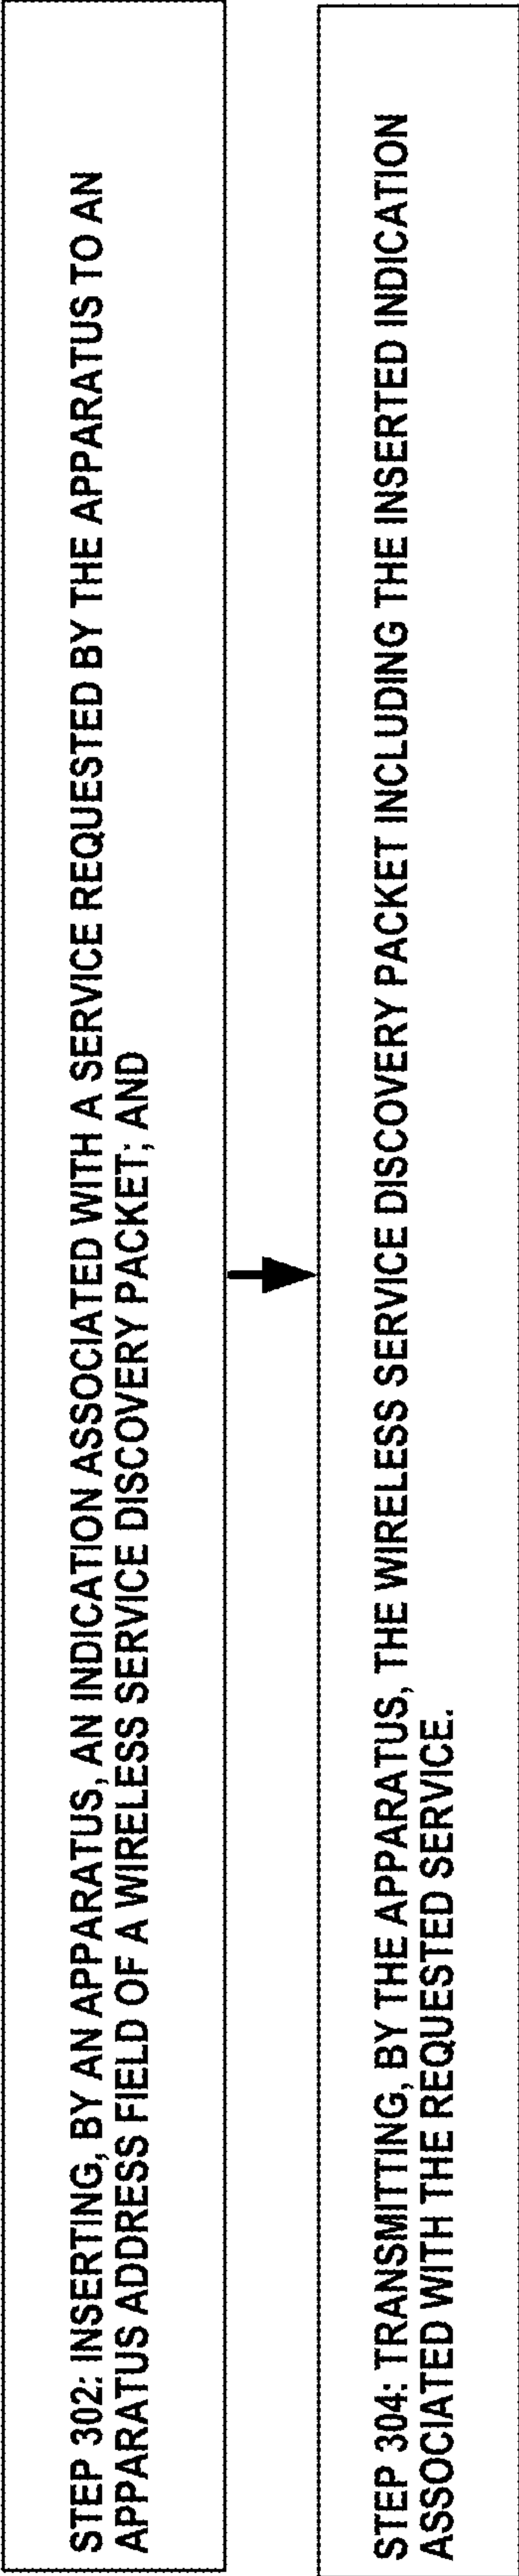 STEP 302: INSERTING, BY AN APPARATUS, AN INDICATION ASSOCIATED WITH A SERVICE REQUESTED BY THE APPARATUS TO AN
APPARATUS ADDRESS FIELD OF A WIRELESS SERVICE DISCOVERY PACKET; AND
STEP 304: TRANSMITTING, BY THE APPARATUS, THE WIRELESS SERVICE DISCOVERY PACKET INCLUDING THE INSERTED INDICATION
ASSOCIATED WITH THE REQUESTED SERVICE.